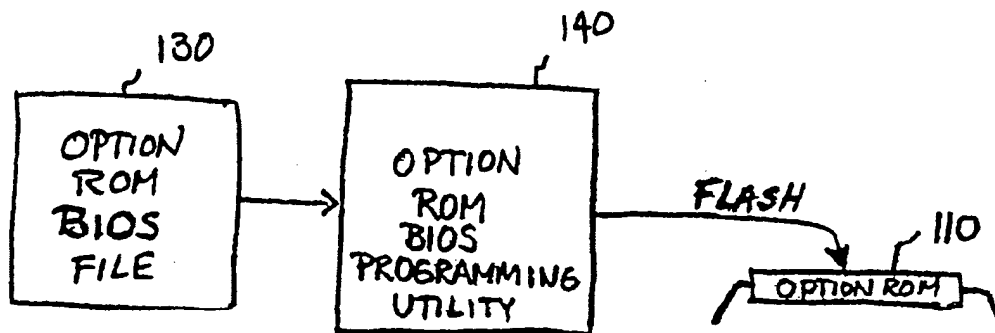 130
OPTION
ROM
BIOS
FILE
140
OPTION
ROM
BIOS
PROGRAMMING
UTILITY
FLASH
110
OPTION ROM